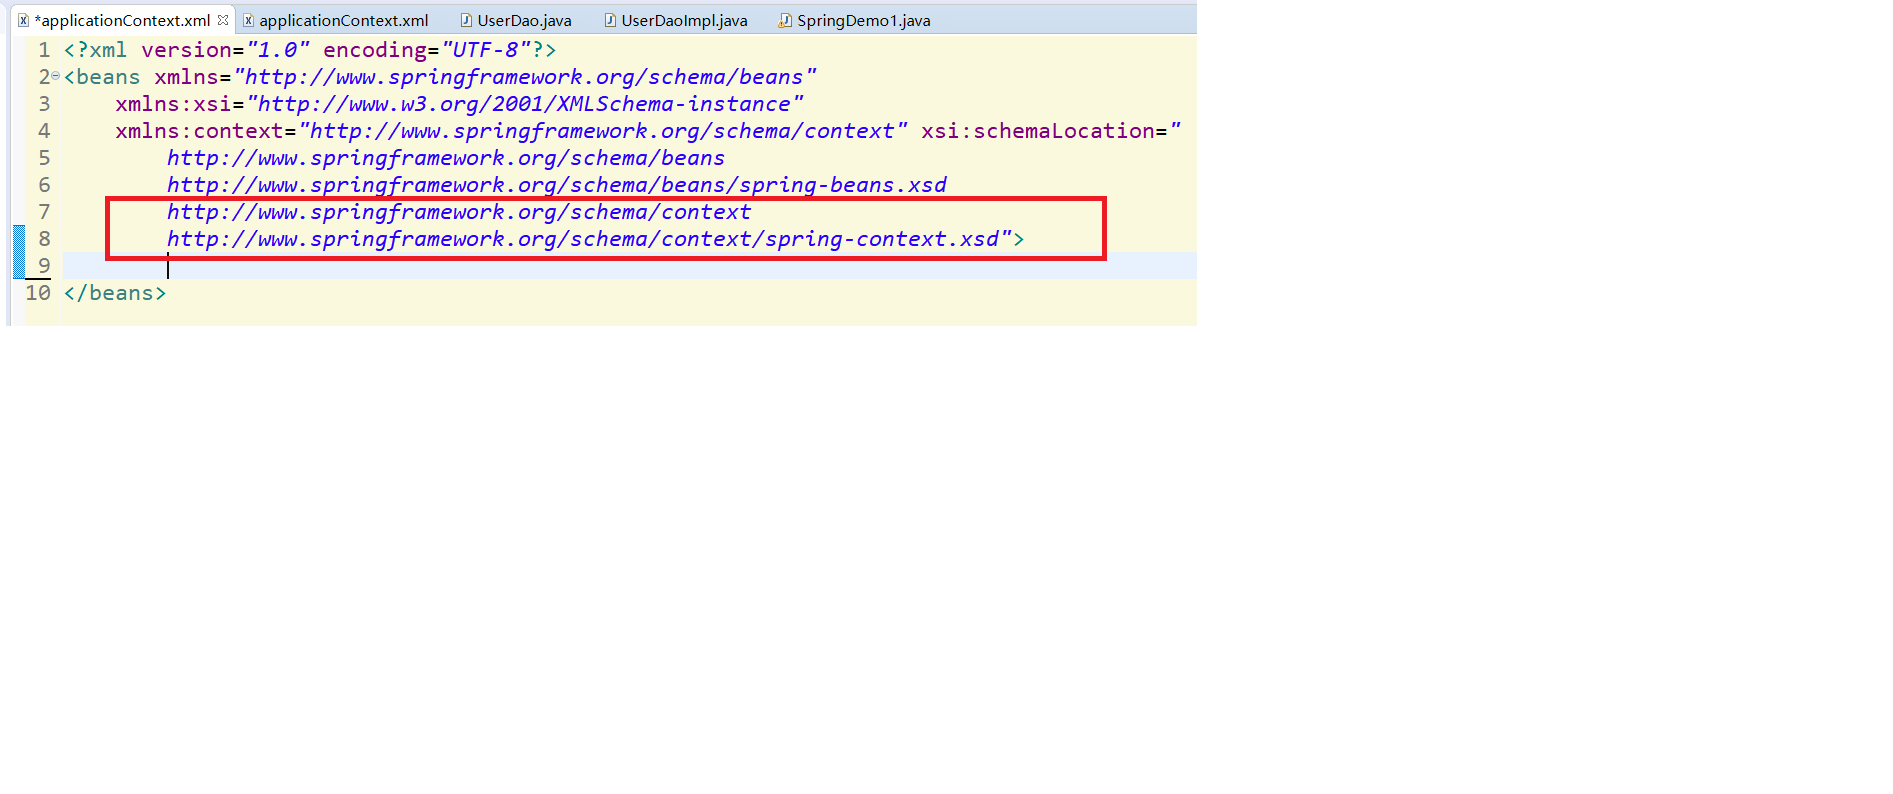 *applicationContext.xml applicationContext.xml UserDao.java UserDaoImpl.java SpringDemo1.java
1 <?xml version="1.0" encoding="UTF-8"?>
2 <beans xmlns="http://www.springframework.org/schema/beans"
3 xmlns:xsi="http://www.w3.org/2001/XMLSchema-instance"
4 xmlns:context="http://www.springframework.org/schema/context" xsi:schemaLocation="
5 http://www.springframework.org/schema/beans
6 http://www.springframework.org/schema/beans/spring-beans.xsd
7 http://www.springframework.org/schema/context
8 http://www.springframework.org/schema/context/spring-context.xsd">
9
10 </beans>